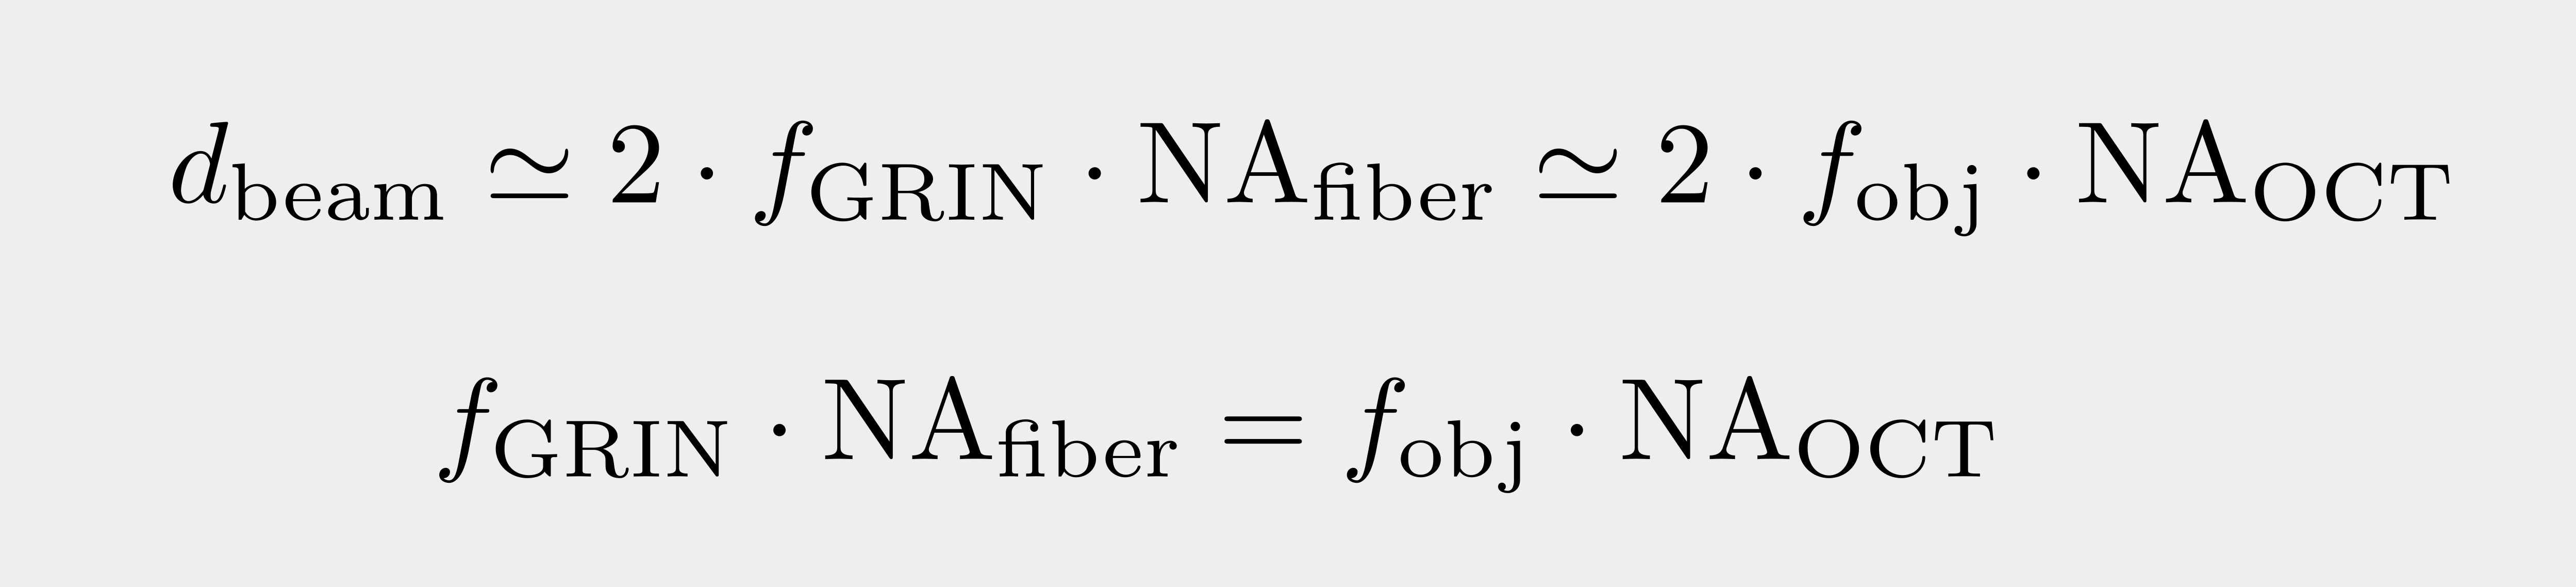 d_beam ≃ 2 · f_GRIN · NA_fiber ≃ 2 · f_obj · NA_OCT
f_GRIN · NA_fiber = f_obj · NA_OCT